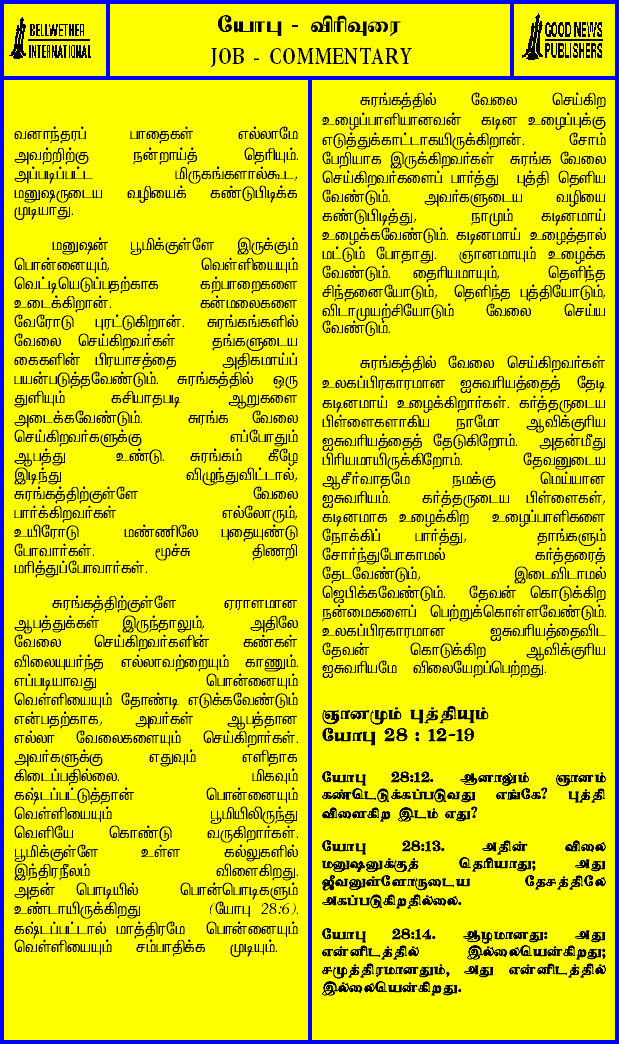 BELLWETHER
INTERNATIONAL
யோபு - விரிவுரை
JOB - COMMENTARY
GOOD NEWS
PUBLISHERS
வனாந்தரப் பாதைகள் எல்லாமே
அவற்றிற்கு நன்றாய்த் தெரியும்.
அப்படிப்பட்ட மிருகங்களால்கூட,
மனுஷருடைய வழியைக் கண்டுபிடிக்க
முடியாது.
மனுஷன் பூமிக்குள்ளே இருக்கும்
பொன்னையும், வெள்ளியையும்
வெட்டியெடுப்பதற்காக கற்பாறைகளை
உடைக்கிறான். கன்மலைகளை
வேரோடு புரட்டுகிறான். சுரங்கங்களில்
வேலை செய்கிறவர்கள் தங்களுடைய
கைகளின் பிரயாசத்தை அதிகமாய்ப்
பயன்படுத்தவேண்டும். சுரங்கத்தில் ஒரு
துளியும் கசியாதபடி ஆறுகளை
அடைக்கவேண்டும். சுரங்க வேலை
செய்கிறவர்களுக்கு எப்போதும்
ஆபத்து உண்டு. சுரங்கம் கீழே
இடிந்து விழுந்துவிட்டால்,
சுரங்கத்திற்குள்ளே வேலை
பார்க்கிறவர்கள் எல்லோரும்,
உயிரோடு மண்ணிலே புதையுண்டு
போவார்கள். மூச்சு திணறி
மரித்துப்போவார்கள்.
சுரங்கத்திற்குள்ளே ஏராளமான
ஆபத்துக்கள் இருந்தாலும், அதிலே
வேலை செய்கிறவர்களின் கண்கள்
விலையுயர்ந்த எல்லாவற்றையும் காணும்.
எப்படியாவது பொன்னையும்
வெள்ளியையும் தோண்டி எடுக்கவேண்டும்
என்பதற்காக, அவர்கள் ஆபத்தான
எல்லா வேலைகளையும் செய்கிறார்கள்.
அவர்களுக்கு எதுவும் எளிதாக
கிடைப்பதில்லை. மிகவும்
கஷ்டப்பட்டுத்தான் பொன்னையும்
வெள்ளியையும் பூமியிலிருந்து
வெளியே கொண்டு வருகிறார்கள்.
பூமிக்குள்ளே உள்ள கல்லுகளில்
இந்திரநீலம் விளைகிறது.
அதன் பொடியில் பொன்பொடிகளும்
உண்டாயிருக்கிறது (யோபு 28:6).
கஷ்டப்பட்டால் மாத்திரமே பொன்னையும்
வெள்ளியையும் சம்பாதிக்க முடியும்.
சுரங்கத்தில் வேலை செய்கிற
உழைப்பாளியானவன் கடின உழைப்புக்கு
எடுத்துக்காட்டாகயிருக்கிறான். சோம்
பேறியாக இருக்கிறவர்கள் சுரங்க வேலை
செய்கிறவர்களைப் பார்த்து புத்தி தெளிய
வேண்டும். அவர்களுடைய வழியை
கண்டுபிடித்து, நாமும் கடினமாய்
உழைக்கவேண்டும். கடினமாய் உழைத்தால்
மட்டும் போதாது. ஞானமாயும் உழைக்க
வேண்டும். தைரியமாயும், தெளிந்த
சிந்தனையோடும், தெளிந்த புத்தியோடும்,
விடாமுயற்சியோடும் வேலை செய்ய
வேண்டும்.
சுரங்கத்தில் வேலை செய்கிறவர்கள்
உலகப்பிரகாரமான ஐசுவரியத்தைத் தேடி
கடினமாய் உழைக்கிறார்கள். கர்த்தருடைய
பிள்ளைகளாகிய நாமோ ஆவிக்குரிய
ஐசுவரியத்தைத் தேடுகிறோம். அதன்மீது
பிரியமாயிருக்கிறோம். தேவனுடைய
ஆசீர்வாதமே நமக்கு மெய்யான
ஐசுவரியம். கர்த்தருடைய பிள்ளைகள்,
கடினமாக உழைக்கிற உழைப்பாளிகளை
நோக்கிப் பார்த்து, தாங்களும்
சோர்ந்துபோகாமல் கர்த்தரைத்
தேடவேண்டும், இடைவிடாமல்
ஜெபிக்கவேண்டும். தேவன் கொடுக்கிற
நன்மைகளைப் பெற்றுக்கொள்ளவேண்டும்.
உலகப்பிரகாரமான ஐசுவரியத்தைவிட
தேவன் கொடுக்கிற ஆவிக்குரிய
ஐசுவரியமே விலையேறப்பெற்றது.
ஞானமும் புத்தியும்
யோபு 28 : 12-19
யோபு 28:12. ஆனாலும் ஞானம்
கண்டெடுக்கப்படுவது எங்கே? புத்தி
விளைகிற இடம் எது?
யோபு 28:13. அதின் விலை
மனுஷனுக்குத் தெரியாது; அது
ஜீவனுள்ளோருடைய தேசத்திலே
அகப்படுகிறதில்லை.
யோபு 28:14. ஆழமானது: அது
என்னிடத்தில் இல்லையென்கிறது;
சமுத்திரமானதும், அது என்னிடத்தில்
இல்லையென்கிறது.